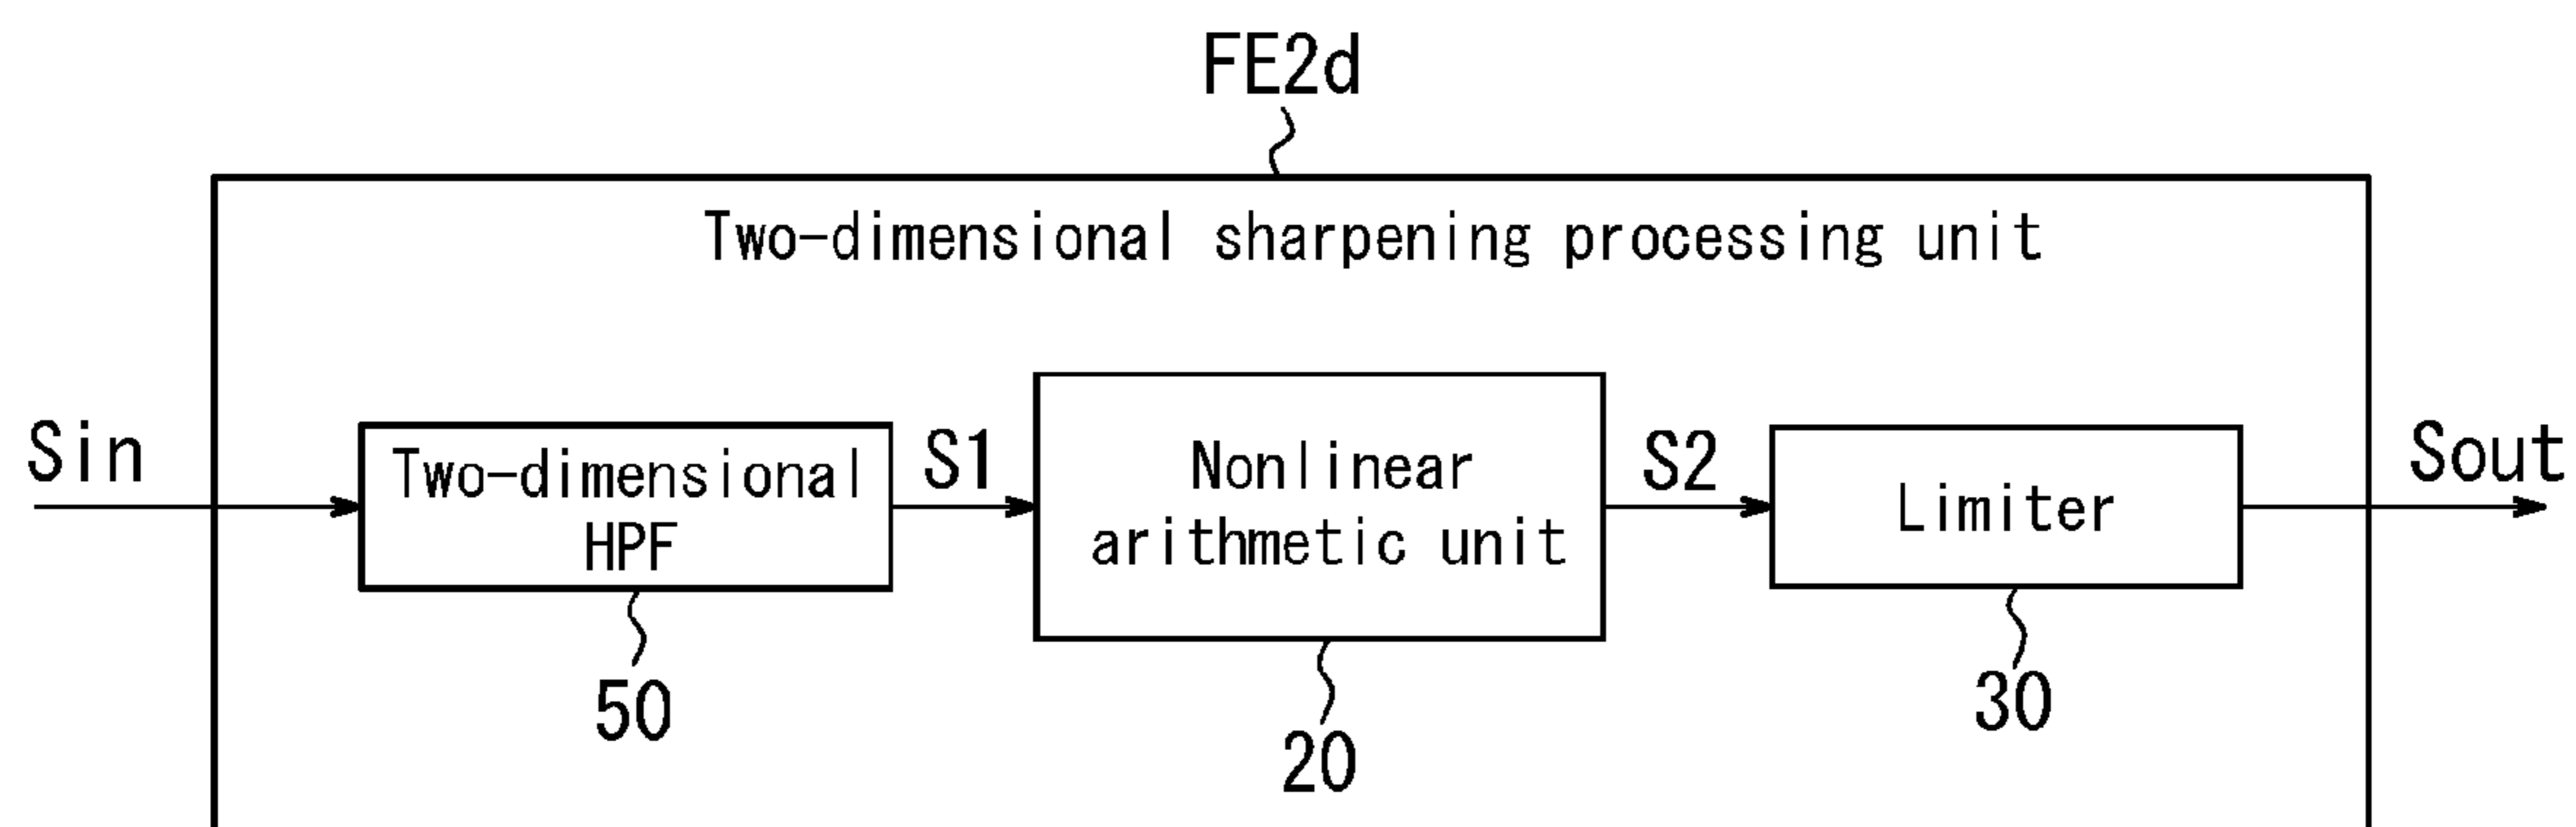 FE2d
Two-dimensional sharpening processing unit
Sin
Two-dimensional
HPF
S1
Nonlinear
arithmetic unit
S2
Limiter
Sout
50
20
30